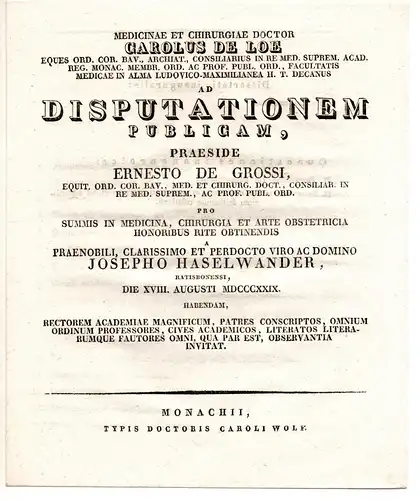 MEDICINAE ET CHIRURGIAE DOCTOR
CAROLUS DE LOE
EQUES ORD. COR. BAV., ARCHIAT., CONSILIARIUS IN RE MED. SUPREM. ACAD.
REG. MONAC. MEMBR. ORD. AC PROF. PUBL. ORD., FACULTATIS
MEDICAE IN ALMA LUDOVICO-MAXIMILIANEA H. T. DECANUS
AD
DISPUTATIONEM
PUBLICAM,
PRAESIDE
ERNESTO DE GROSSI,
EQUIT. ORD. COR. BAV., MED. ET CHIRURG. DOCT., CONSILIAR. IN
RE MED. SUPREM., AC PROF. PUBL. ORD.
PRO
SUMMIS IN MEDICINA, CHIRURGIA ET ARTE OBSTETRICIA
HONORIBUS RITE OBTINENDIS
A
PRAENOBILI, CLARISSIMO ET PERDOCTO VIRO AC DOMINO
JOSEPHO HASELWANDER,
RATISBONENSI,
DIE XVIII. AUGUSTI MDCCCXXIX.
HABENDAM,
RECTOREM ACADEMIAE MAGNIFICUM, PATRES CONSCRIPTOS, OMNIUM
ORDINUM PROFESSORES, CIVES ACADEMICOS, LITERATOS LITERA-
RUMQUE FAUTORES OMNI, QUA PAR EST, OBSERVANTIA
INVITAT.
MONACHII,
TYPIS DOCTORIS CAROLI WOLF.